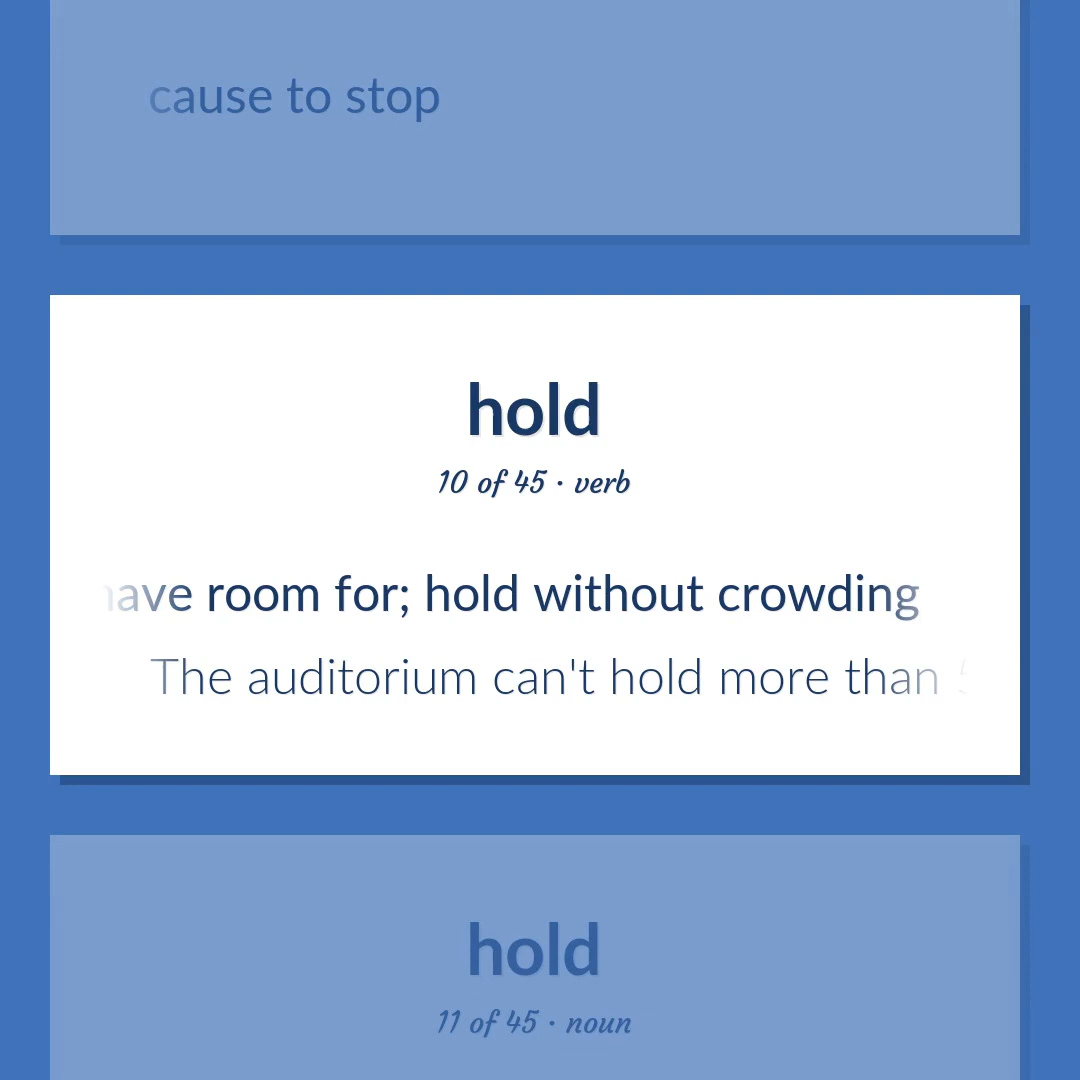 cause to stop
hold
10 of 45 · verb
have room for; hold without crowding
The auditorium can't hold more than
hold
11 of 45 · noun